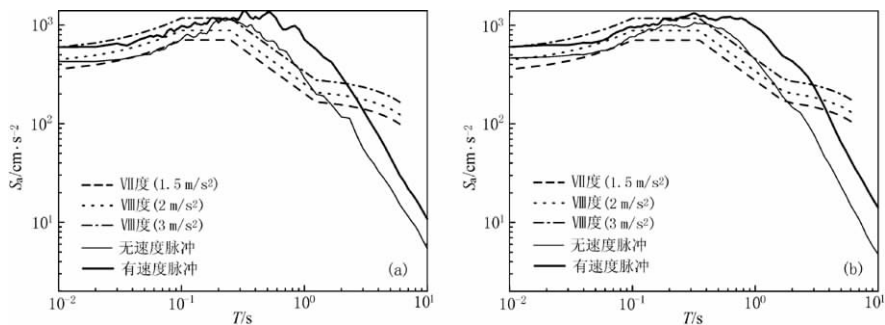 10³
10²
10¹
Sa/cm·s⁻²
Ⅶ度(1.5 m/s²)
Ⅷ度(2 m/s²)
Ⅷ度(3 m/s²)
无速度脉冲
有速度脉冲
(a)
10⁻² 10⁻¹ 10⁰ 10¹
T/s
10³
10²
10¹
Sa/cm·s⁻²
Ⅶ度(1.5 m/s²)
Ⅷ度(2 m/s²)
Ⅷ度(3 m/s²)
无速度脉冲
有速度脉冲
(b)
10⁻² 10⁻¹ 10⁰ 10¹
T/s